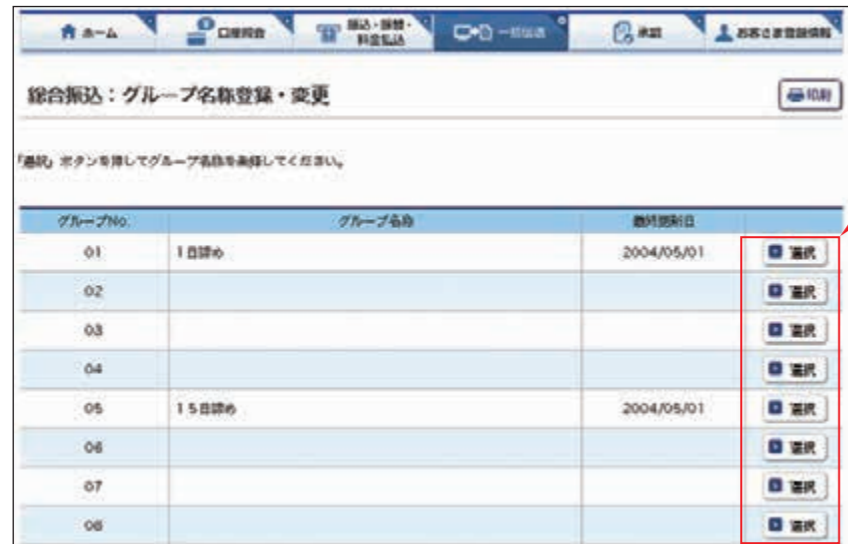 ホーム
口座照会
振込・振替・
料金払込
一括伝送
承認
お客さま登録情報
総合振込：グループ名称登録・変更
印刷
「選択」ボタンを押してグループ名称を登録してください。
グループNo. グループ名称 最終更新日
01 1日締め 2004/05/01 選択
02 選択
03 選択
04 選択
05 15日締め 2004/05/01 選択
06 選択
07 選択
08 選択